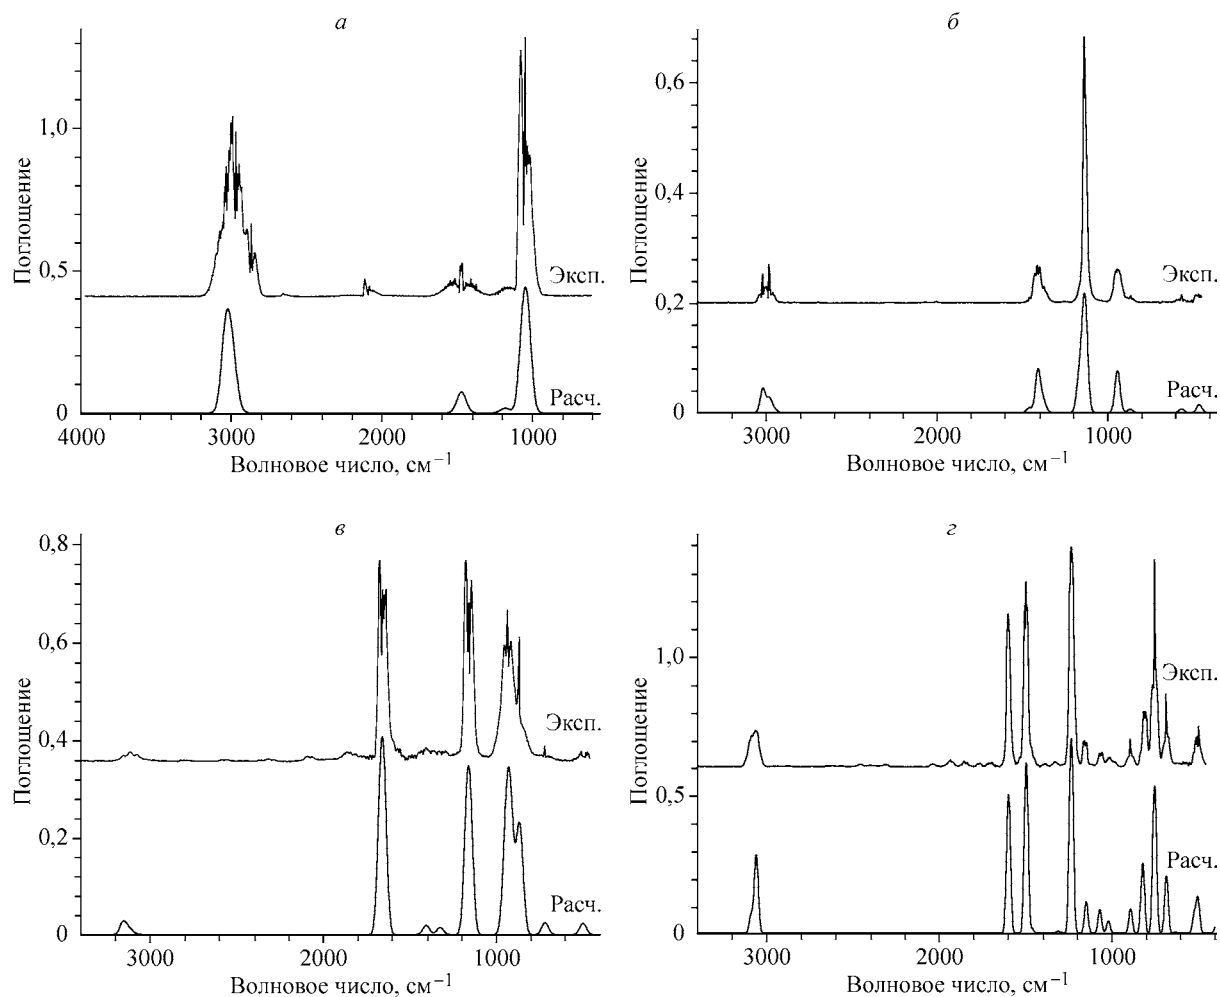 а
Поглощение
1,0
0,5
0
Эксп.
Расч.
4000 3000 2000 1000
Волновое число, см−1
б
Поглощение
0,6
0,4
0,2
0
Эксп.
Расч.
3000 2000 1000
Волновое число, см−1
в
Поглощение
0,8
0,6
0,4
0,2
0
Эксп.
Расч.
3000 2000 1000
Волновое число, см−1
г
Поглощение
1,0
0,5
0
Эксп.
Расч.
3000 2000 1000
Волновое число, см−1